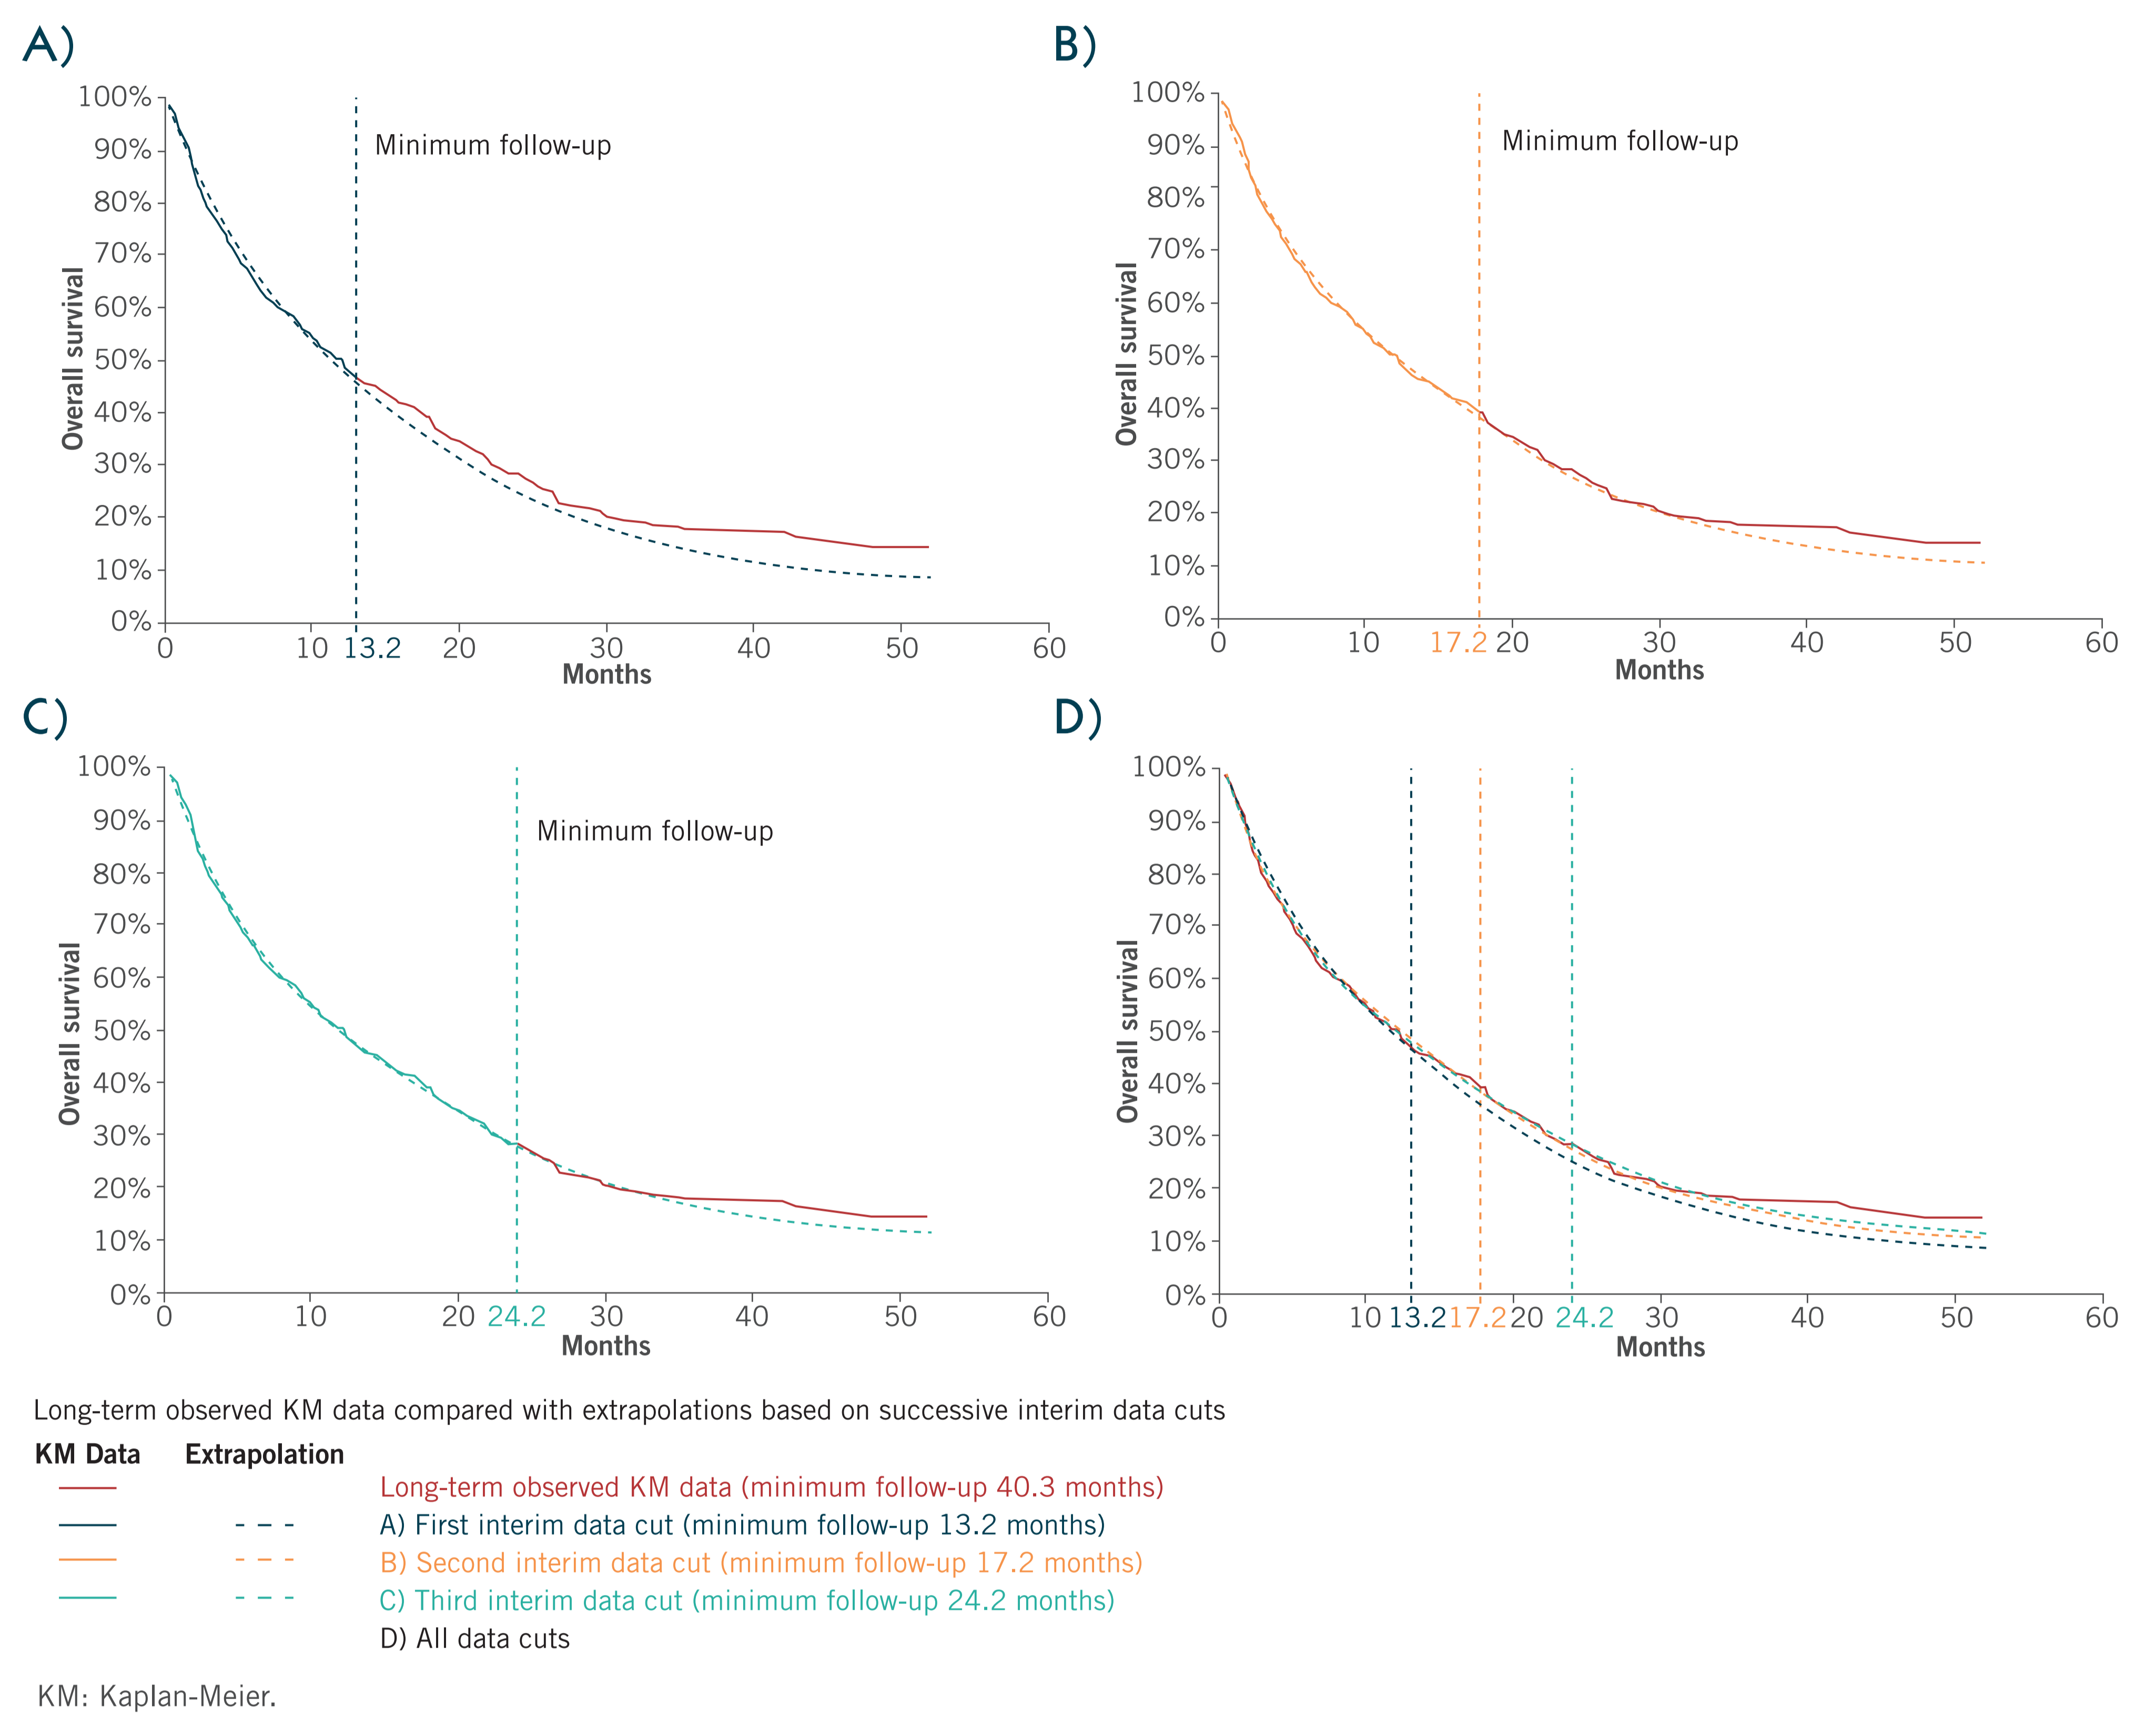 A)
100%
90%
80%
70%
60%
50%
40%
30%
20%
10%
0%
Overall survival
Minimum follow-up
0 10 13.2 20 30 40 50 60
Months
B)
100%
90%
80%
70%
60%
50%
40%
30%
20%
10%
0%
Overall survival
Minimum follow-up
0 10 17.2 20 30 40 50 60
Months
C)
100%
90%
80%
70%
60%
50%
40%
30%
20%
10%
0%
Overall survival
Minimum follow-up
0 10 20 24.2 30 40 50 60
Months
D)
100%
90%
80%
70%
60%
50%
40%
30%
20%
10%
0%
Overall survival
0 10 13.2 17.2 20 24.2 30 40 50 60
Months
Long-term observed KM data compared with extrapolations based on successive interim data cuts
KM Data Extrapolation
Long-term observed KM data (minimum follow-up 40.3 months)
A) First interim data cut (minimum follow-up 13.2 months)
B) Second interim data cut (minimum follow-up 17.2 months)
C) Third interim data cut (minimum follow-up 24.2 months)
D) All data cuts
KM: Kaplan-Meier.